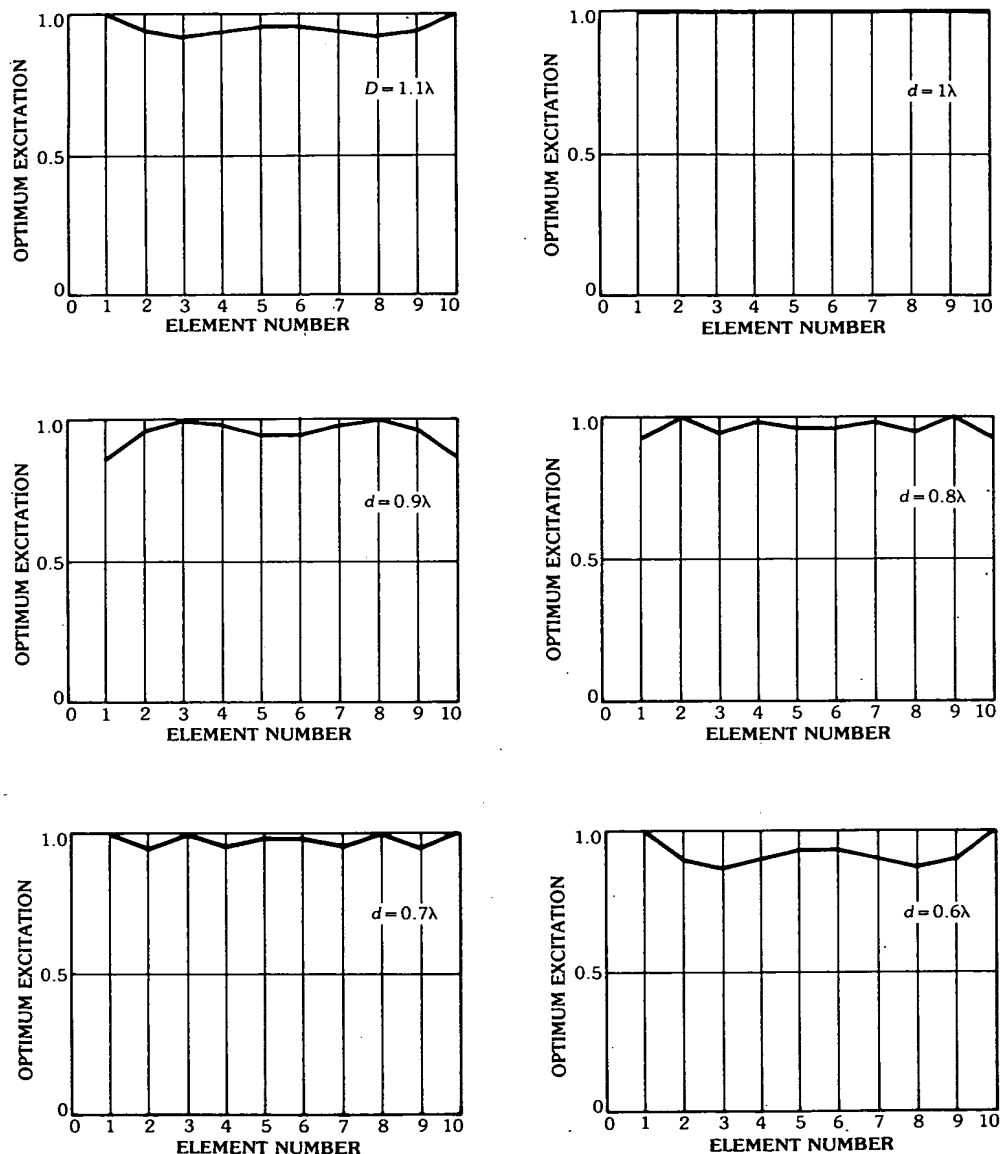 1.0
0.5
0
OPTIMUM EXCITATION
D = 1.1λ
0 1 2 3 4 5 6 7 8 9 10
ELEMENT NUMBER
1.0
0.5
0
OPTIMUM EXCITATION
d = 1λ
0 1 2 3 4 5 6 7 8 9 10
ELEMENT NUMBER
1.0
0.5
0
OPTIMUM EXCITATION
d = 0.9λ
0 1 2 3 4 5 6 7 8 9 10
ELEMENT NUMBER
1.0
0.5
0
OPTIMUM EXCITATION
d = 0.8λ
0 1 2 3 4 5 6 7 8 9 10
ELEMENT NUMBER
1.0
0.5
0
OPTIMUM EXCITATION
d = 0.7λ
0 1 2 3 4 5 6 7 8 9 10
ELEMENT NUMBER
1.0
0.5
0
OPTIMUM EXCITATION
d = 0.6λ
0 1 2 3 4 5 6 7 8 9 10
ELEMENT NUMBER